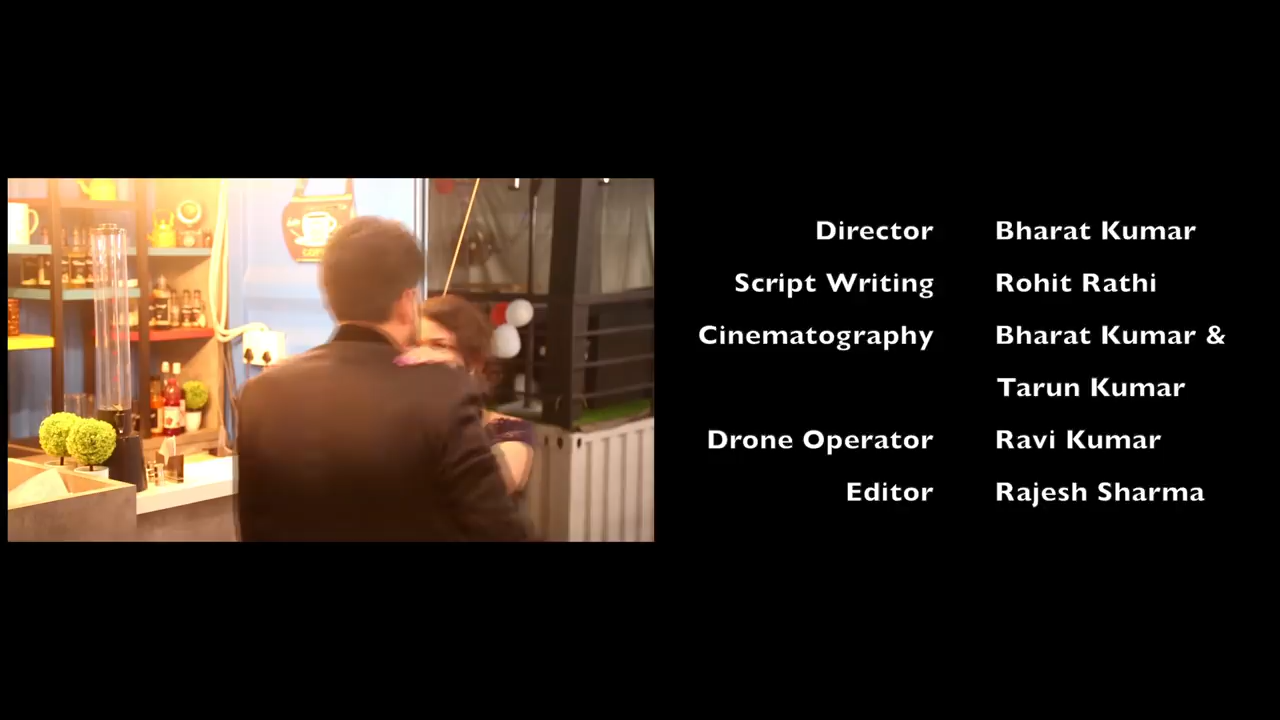 Director Bharat Kumar
Script Writing Rohit Rathi
Cinematography Bharat Kumar &
Tarun Kumar
Drone Operator Ravi Kumar
Editor Rajesh Sharma